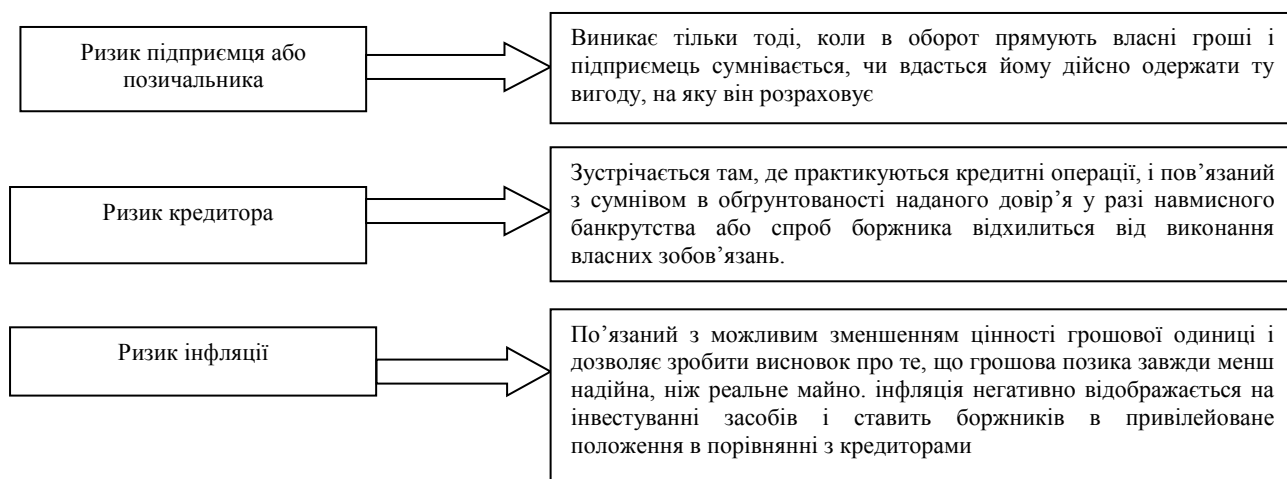 Ризик підприємця або
позичальника
Виникає тільки тоді, коли в оборот прямують власні гроші і
підприємець сумнівається, чи вдасться йому дійсно одержати ту
вигоду, на яку він розраховує
Ризик кредитора
Зустрічається там, де практикуються кредитні операції, і пов’язаний
з сумнівом в обґрунтованості наданого довір’я у разі навмисного
банкрутства або спроб боржника відхилиться від виконання
власних зобов’язань.
Ризик інфляції
По’язаний з можливим зменшенням цінності грошової одиниці і
дозволяє зробити висновок про те, що грошова позика завжди менш
надійна, ніж реальне майно. інфляція негативно відображається на
інвестуванні засобів і ставить боржників в привілейоване
положення в порівнянні з кредиторами